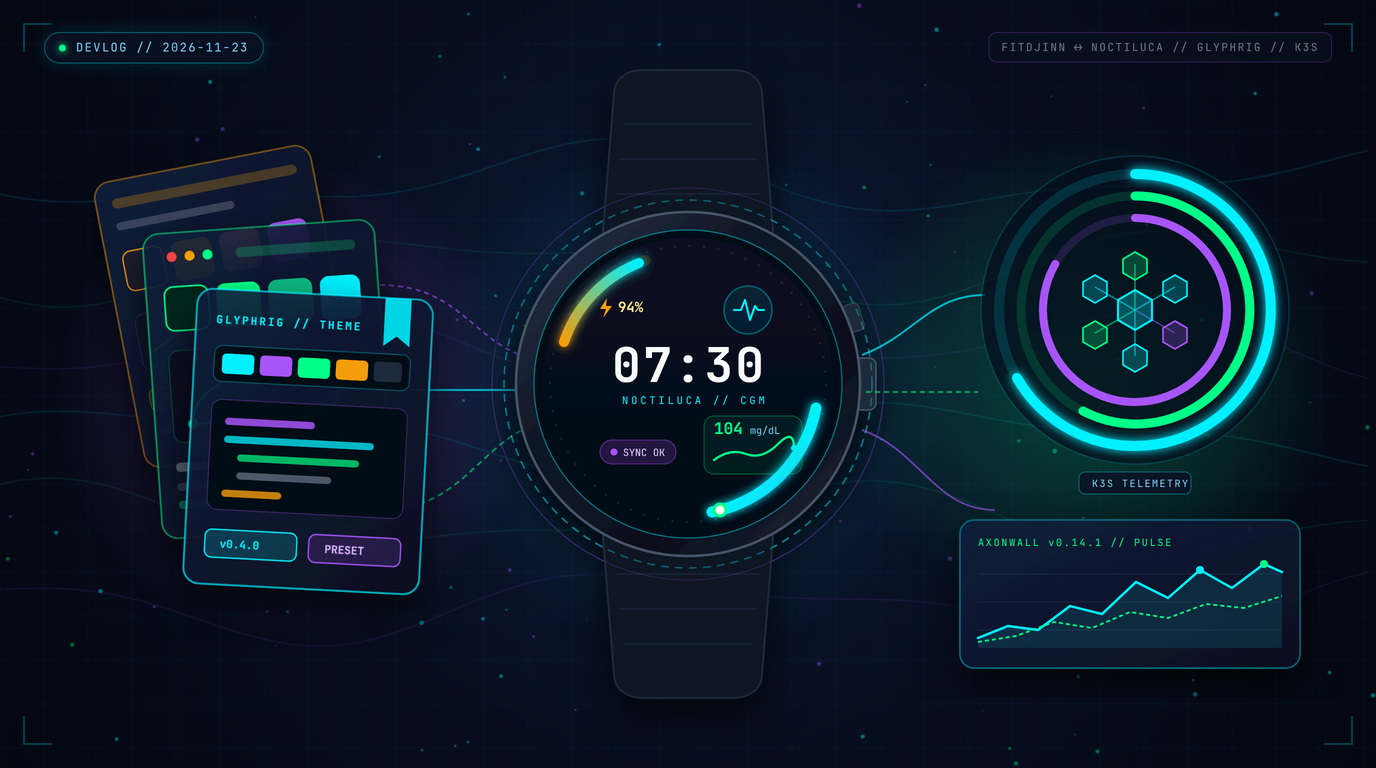 DEVLOG // 2026-11-23
FITDJINN ↔ NOCTILUCA // GLYPHRIG // K3S
GLYPHRIG // THEME
v0.4.0
PRESET
94%
07:30
NOCTILUCA // CGM
104 mg/dL
SYNC OK
K3S TELEMETRY
AXONWALL v0.14.1 // PULSE